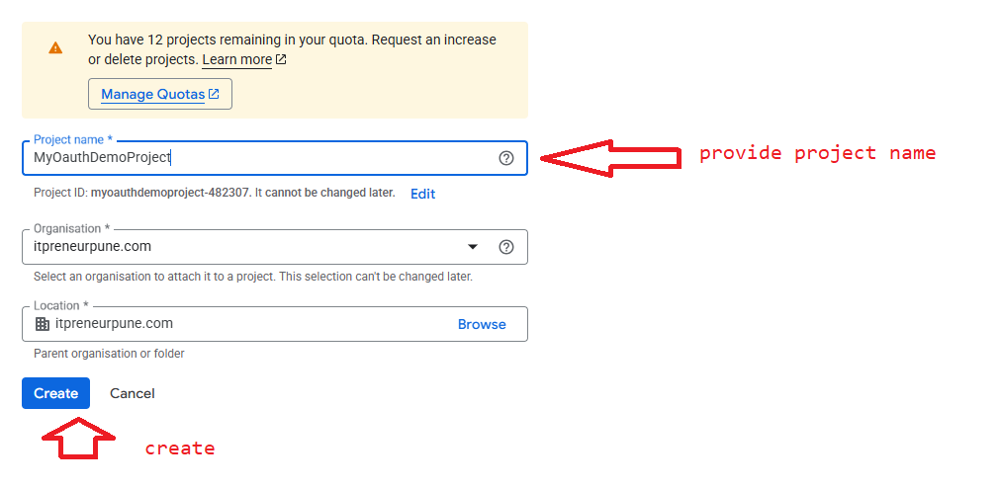 You have 12 projects remaining in your quota. Request an increase
or delete projects. Learn more
Manage Quotas
Project name *
MyOauthDemoProject
provide project name
Project ID: myoauthdemoproject-482307. It cannot be changed later. Edit
Organisation *
itpreneurpune.com
Select an organisation to attach it to a project. This selection can't be changed later.
Location *
itpreneurpune.com Browse
Parent organisation or folder
Create Cancel
create